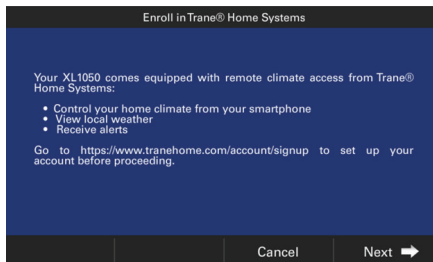 Enroll in Trane® Home Systems
Your XL1050 comes equipped with remote climate access from Trane®
Home Systems:
• Control your home climate from your smartphone
• View local weather
• Receive alerts
Go to https://www.tranehome.com/account/signup to set up your
account before proceeding.
Cancel
Next